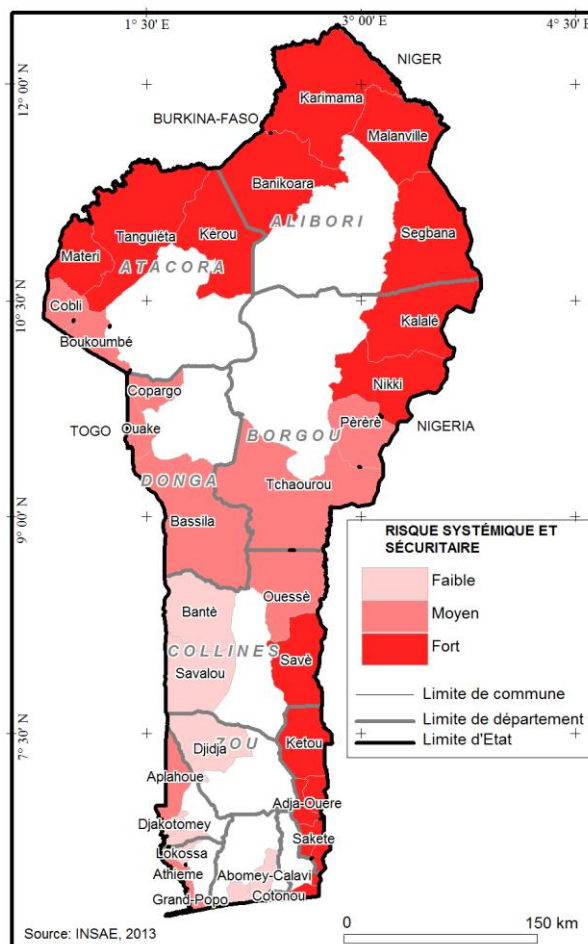 1°30' E
3°00' E
4°30' E
12°00' N
10°30' N
9°00' N
7°30' N
NIGER
BURKINA-FASO
Karimama
Malanville
Banikoara
ALIBORI
Segbana
Tanguiéta
Kérou
Materi
ATACORA
Cobli
Boukoumbé
Kalalé
Nikki
Copargo
Pèrèrè
TOGO
Ouake
BORGOU
NIGERIA
DONGA
Tchaourou
Bassila
Ouessè
Bantè
COLLINES
Savè
Savalou
ZOU
Djidja
Ketou
Aplahoue
Adja-Ouere
Djakotomey
Sakete
Lokossa
Athieme
Abomey-Calavi
Grand-Popo
Cotonou
RISQUE SYSTÉMIQUE ET
SÉCURITAIRE
Faible
Moyen
Fort
Limite de commune
Limite de département
Limite d'Etat
Source: INSAE, 2013
0
150 km